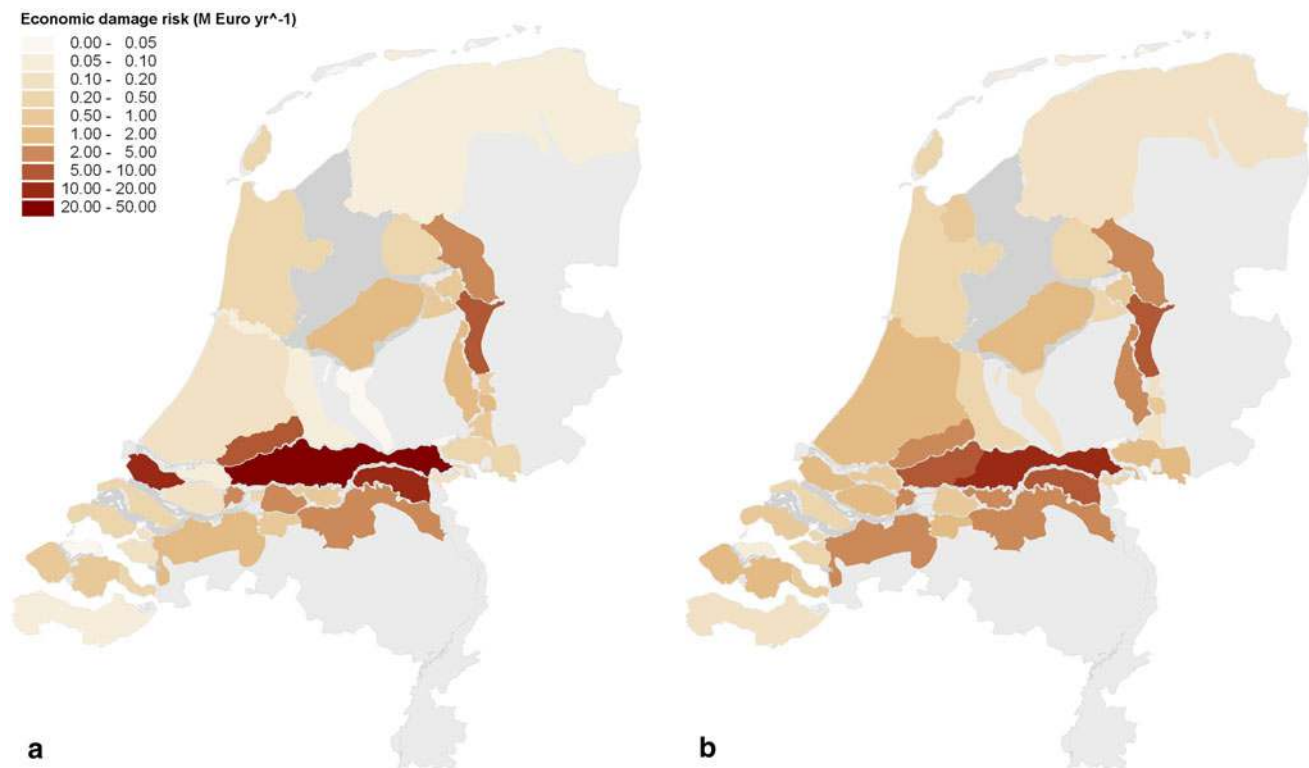 Economic damage risk (M Euro yr^-1)
0.00 - 0.05
0.05 - 0.10
0.10 - 0.20
0.20 - 0.50
0.50 - 1.00
1.00 - 2.00
2.00 - 5.00
5.00 - 10.00
10.00 - 20.00
20.00 - 50.00
a
b